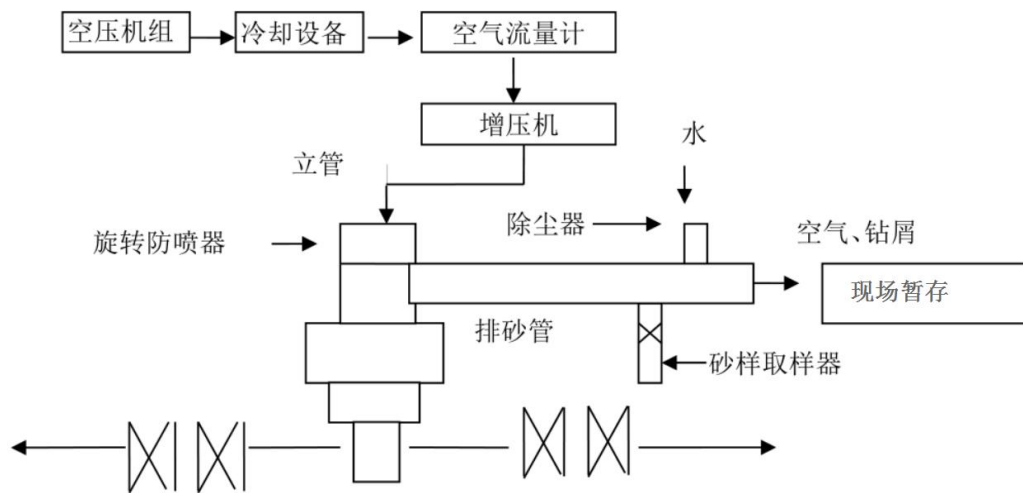 空压机组
冷却设备
空气流量计
增压机
水
立管
除尘器
旋转防喷器
空气、钻屑
现场暂存
排砂管
砂样取样器